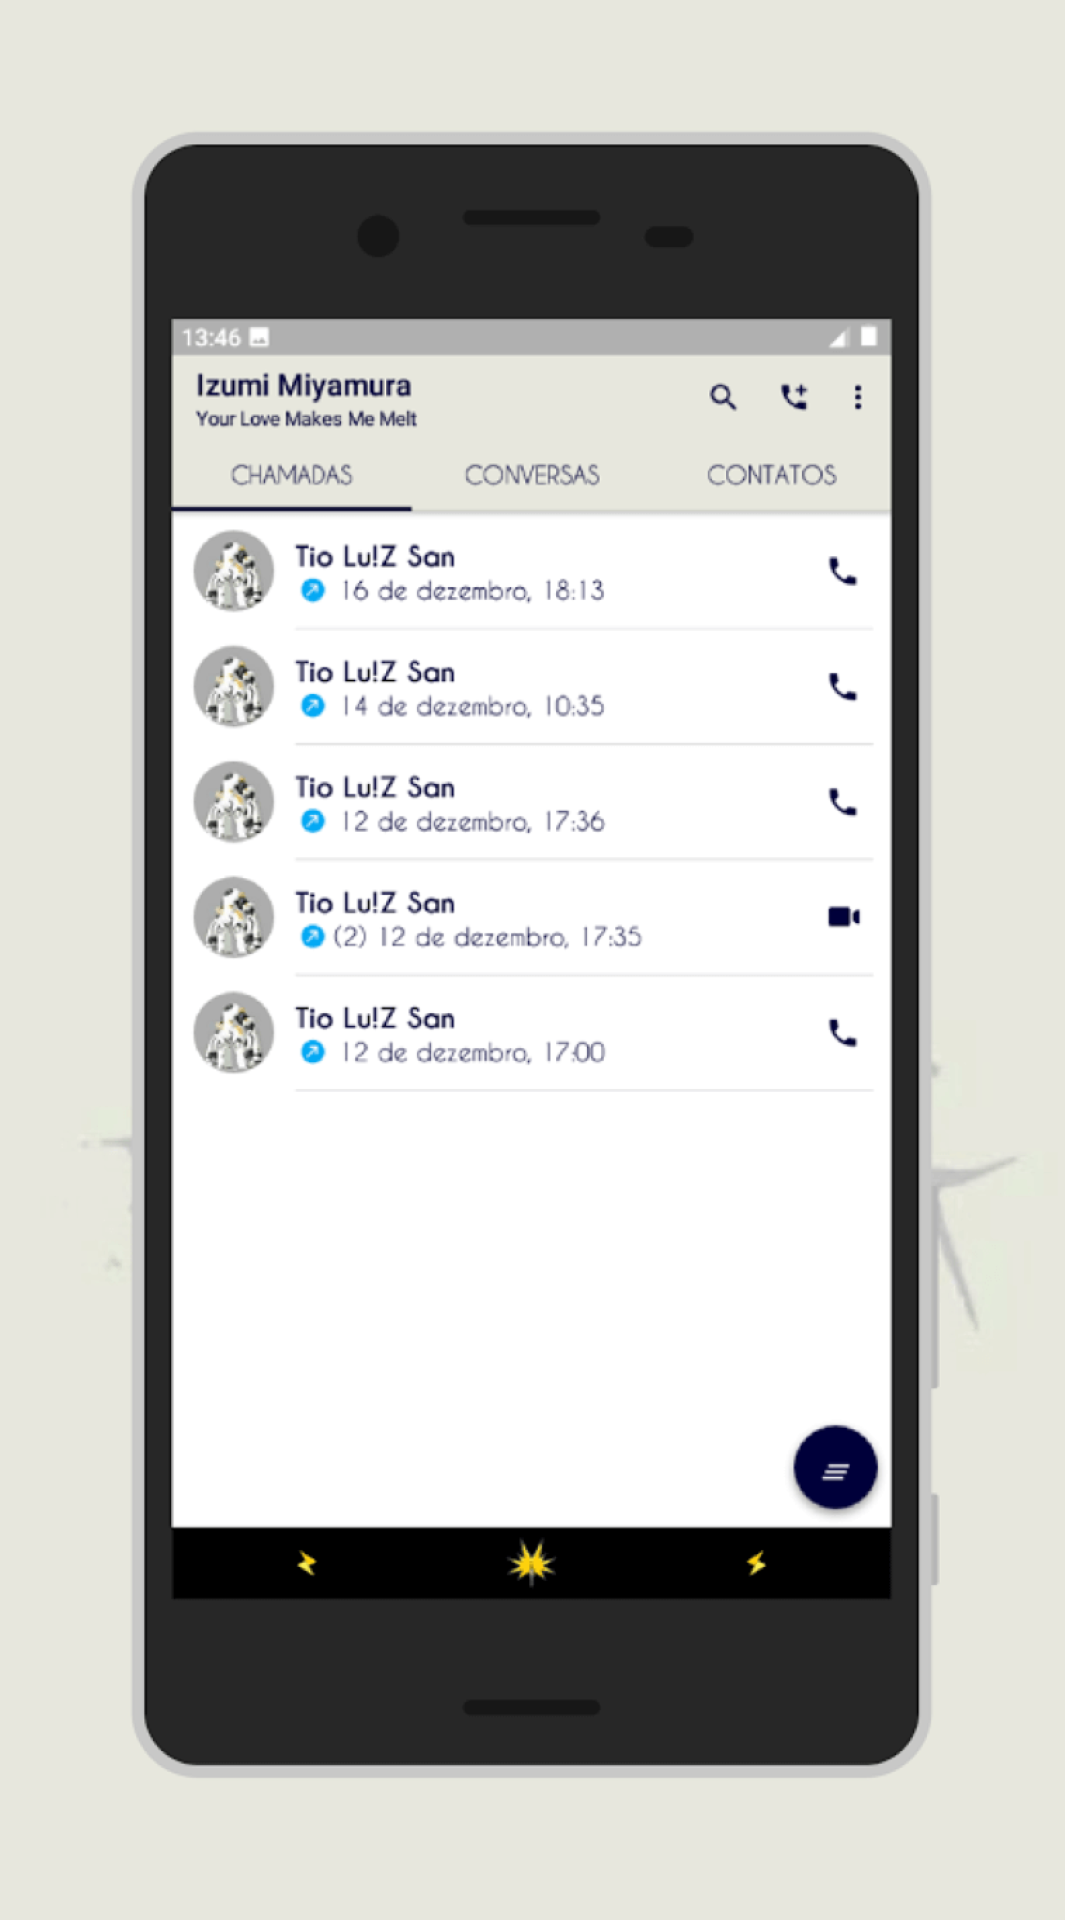 13:46
Izumi Miyamura
Your Love Makes Me Melt
CHAMADAS CONVERSAS CONTATOS
Tio Lu!Z San
16 de dezembro, 18:13
Tio Lu!Z San
14 de dezembro, 10:35
Tio Lu!Z San
12 de dezembro, 17:36
Tio Lu!Z San
(2) 12 de dezembro, 17:35
Tio Lu!Z San
12 de dezembro, 17:00